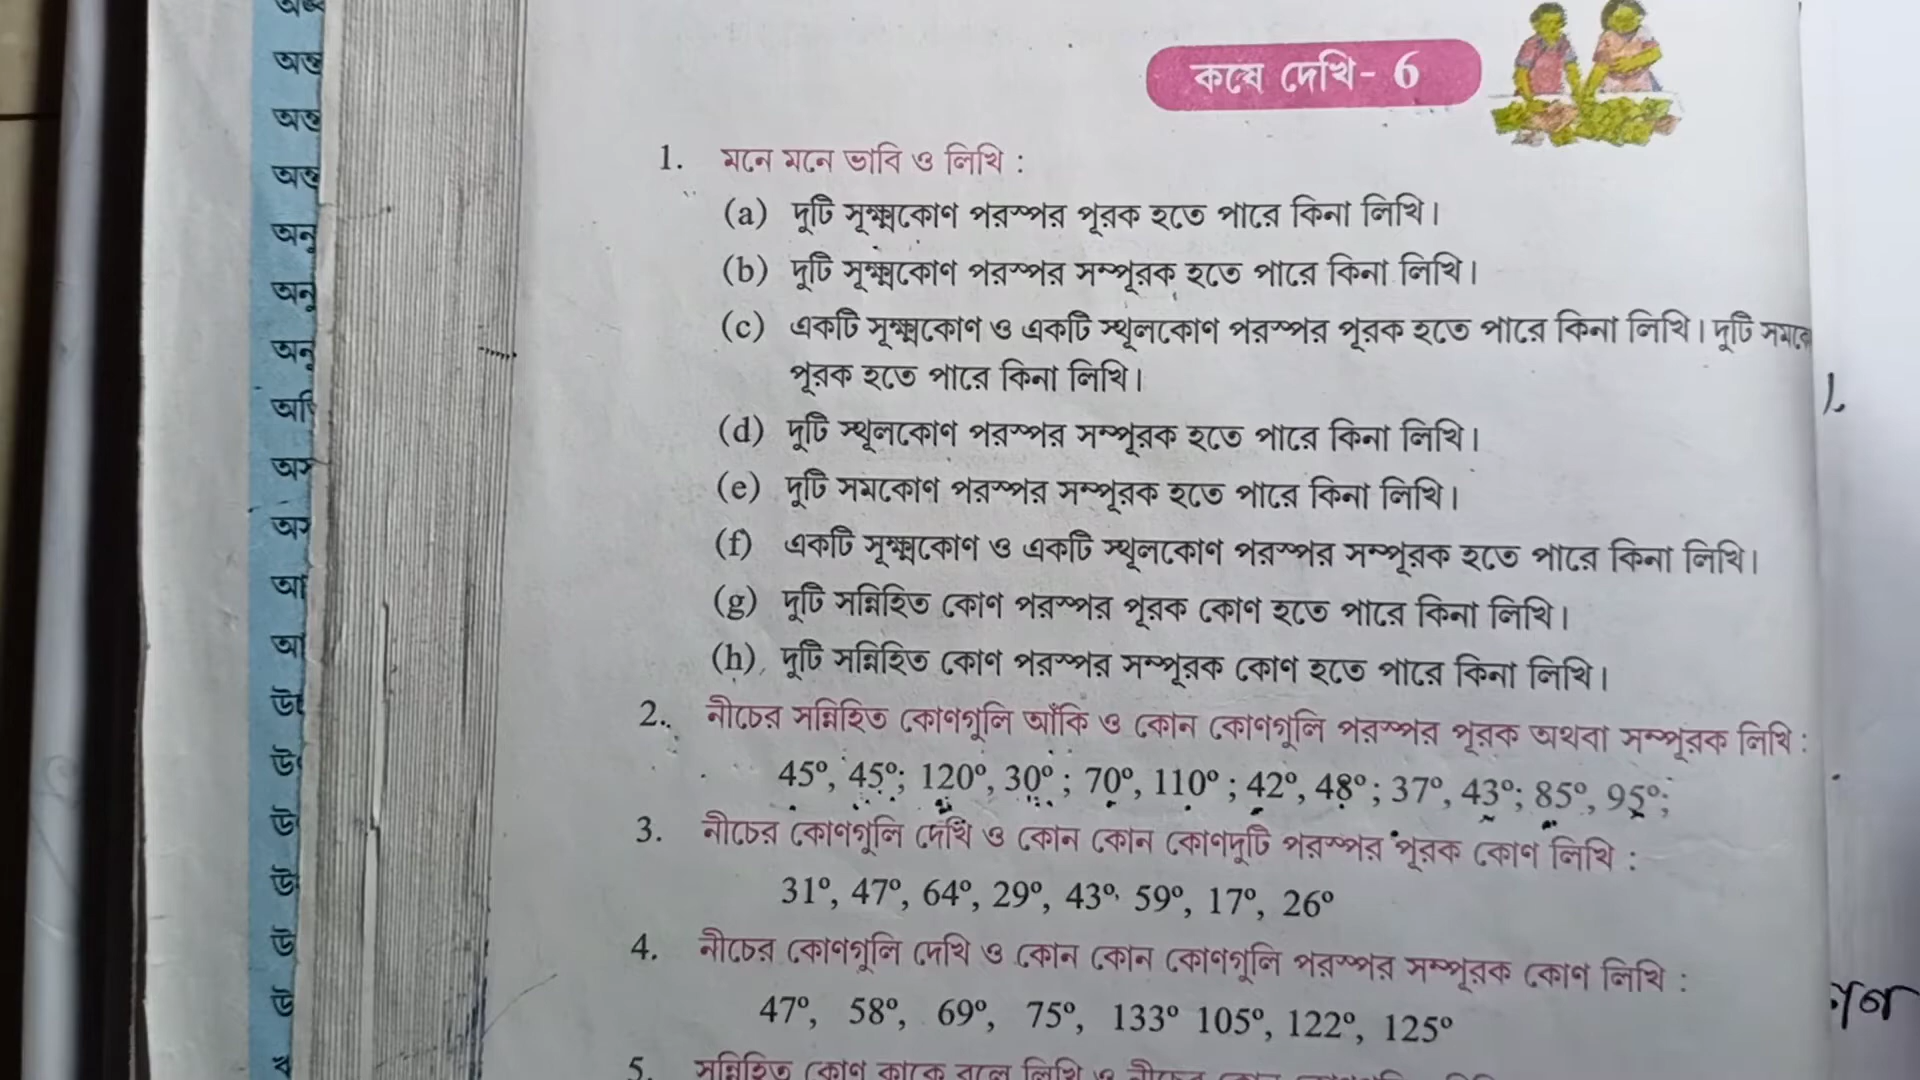 কষে দেখি- 6
1. মনে মনে ভাবি ও লিখি :
(a) দুটি সূক্ষ্মকোণ পরস্পর পূরক হতে পারে কিনা লিখি।
(b) দুটি সূক্ষ্মকোণ পরস্পর সম্পূরক হতে পারে কিনা লিখি।
(c) একটি সূক্ষ্মকোণ ও একটি স্থূলকোণ পরস্পর পূরক হতে পারে কিনা লিখি। দুটি
পূরক হতে পারে কিনা লিখি।
(d) দুটি স্থূলকোণ পরস্পর সম্পূরক হতে পারে কিনা লিখি।
(e) দুটি সমকোণ পরস্পর সম্পূরক হতে পারে কিনা লিখি।
(f) একটি সূক্ষ্মকোণ ও একটি স্থূলকোণ পরস্পর সম্পূরক হতে পারে কিনা লিখি।
(g) দুটি সন্নিহিত কোণ পরস্পর পূরক কোণ হতে পারে কিনা লিখি।
(h) দুটি সন্নিহিত কোণ পরস্পর সম্পূরক কোণ হতে পারে কিনা লিখি।
2. নীচের সন্নিহিত কোণগুলি আঁকি ও কোন কোণগুলি পরস্পর পূরক অথবা সম্পূরক লিখি :
45°, 45°; 120°, 30° ; 70°, 110° ; 42°, 48°; 37°, 43°; 85°, 95°;
3. নীচের কোণগুলি দেখি ও কোন কোন কোণদুটি পরস্পর পূরক কোণ লিখি :
31°, 47°, 64°, 29°, 43° 59°, 17°, 26°
4. নীচের কোণগুলি দেখি ও কোন কোন কোণগুলি পরস্পর সম্পূরক কোণ লিখি :
47°, 58°, 69°, 75°, 133° 105°, 122°, 125°
5. সন্নিহিত কোণ কাকে বলে লিখি ও নীচের